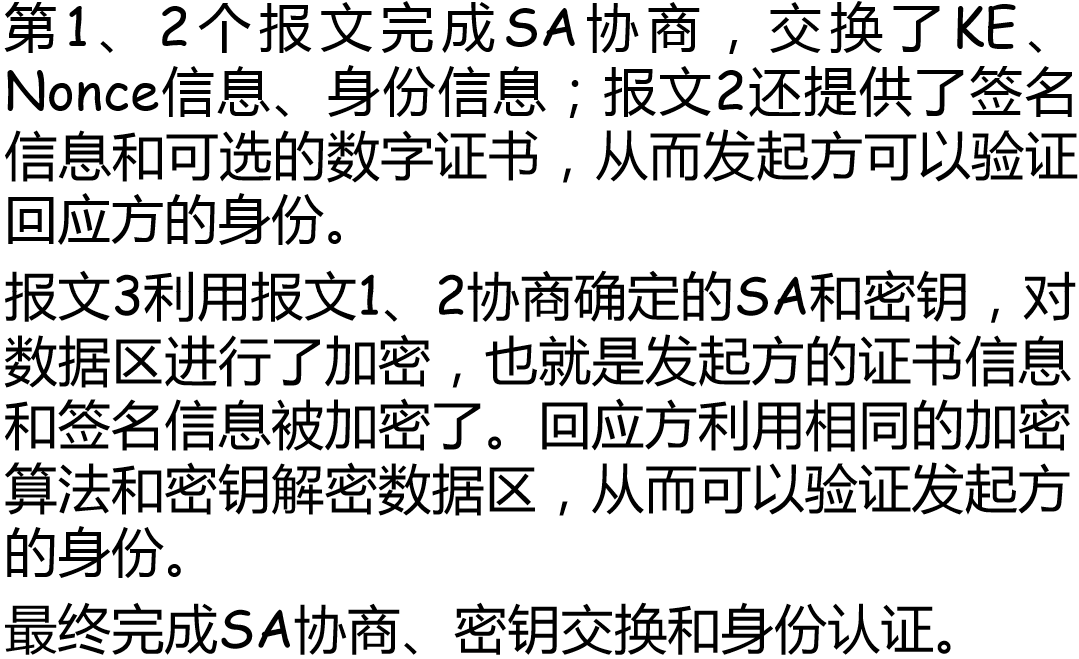 第1、2个报文完成SA协商，交换了KE、
Nonce信息、身份信息；报文2还提供了签名
信息和可选的数字证书，从而发起方可以验证
回应方的身份。
报文3利用报文1、2协商确定的SA和密钥，对
数据区进行了加密，也就是发起方的证书信息
和签名信息被加密了。回应方利用相同的加密
算法和密钥解密数据区，从而可以验证发起方
的身份。
最终完成SA协商、密钥交换和身份认证。